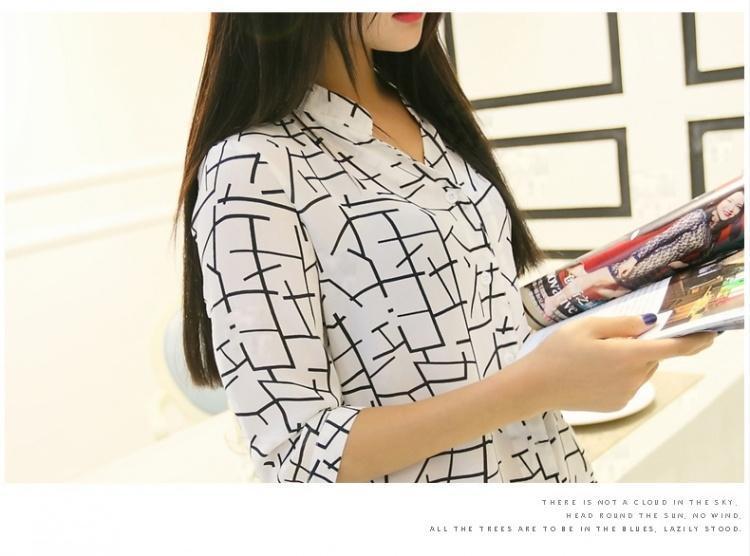 THERE IS NOT A CLOUD IN THE SKY,
HEAD ROUND THE SUN, NO WIND,
ALL THE TREES ARE TO BE IN THE BLUES, LAZILY STOOD.